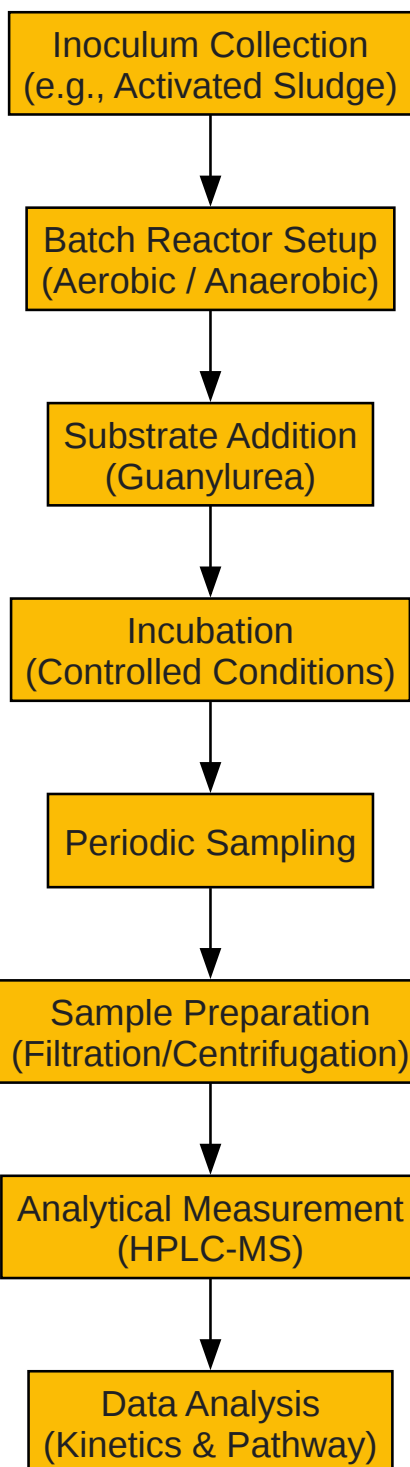 Inoculum Collection
(e.g., Activated Sludge)
Batch Reactor Setup
(Aerobic / Anaerobic)
Substrate Addition
(Guanylurea)
Incubation
(Controlled Conditions)
Periodic Sampling
Sample Preparation
(Filtration/Centrifugation)
Analytical Measurement
(HPLC-MS)
Data Analysis
(Kinetics & Pathway)